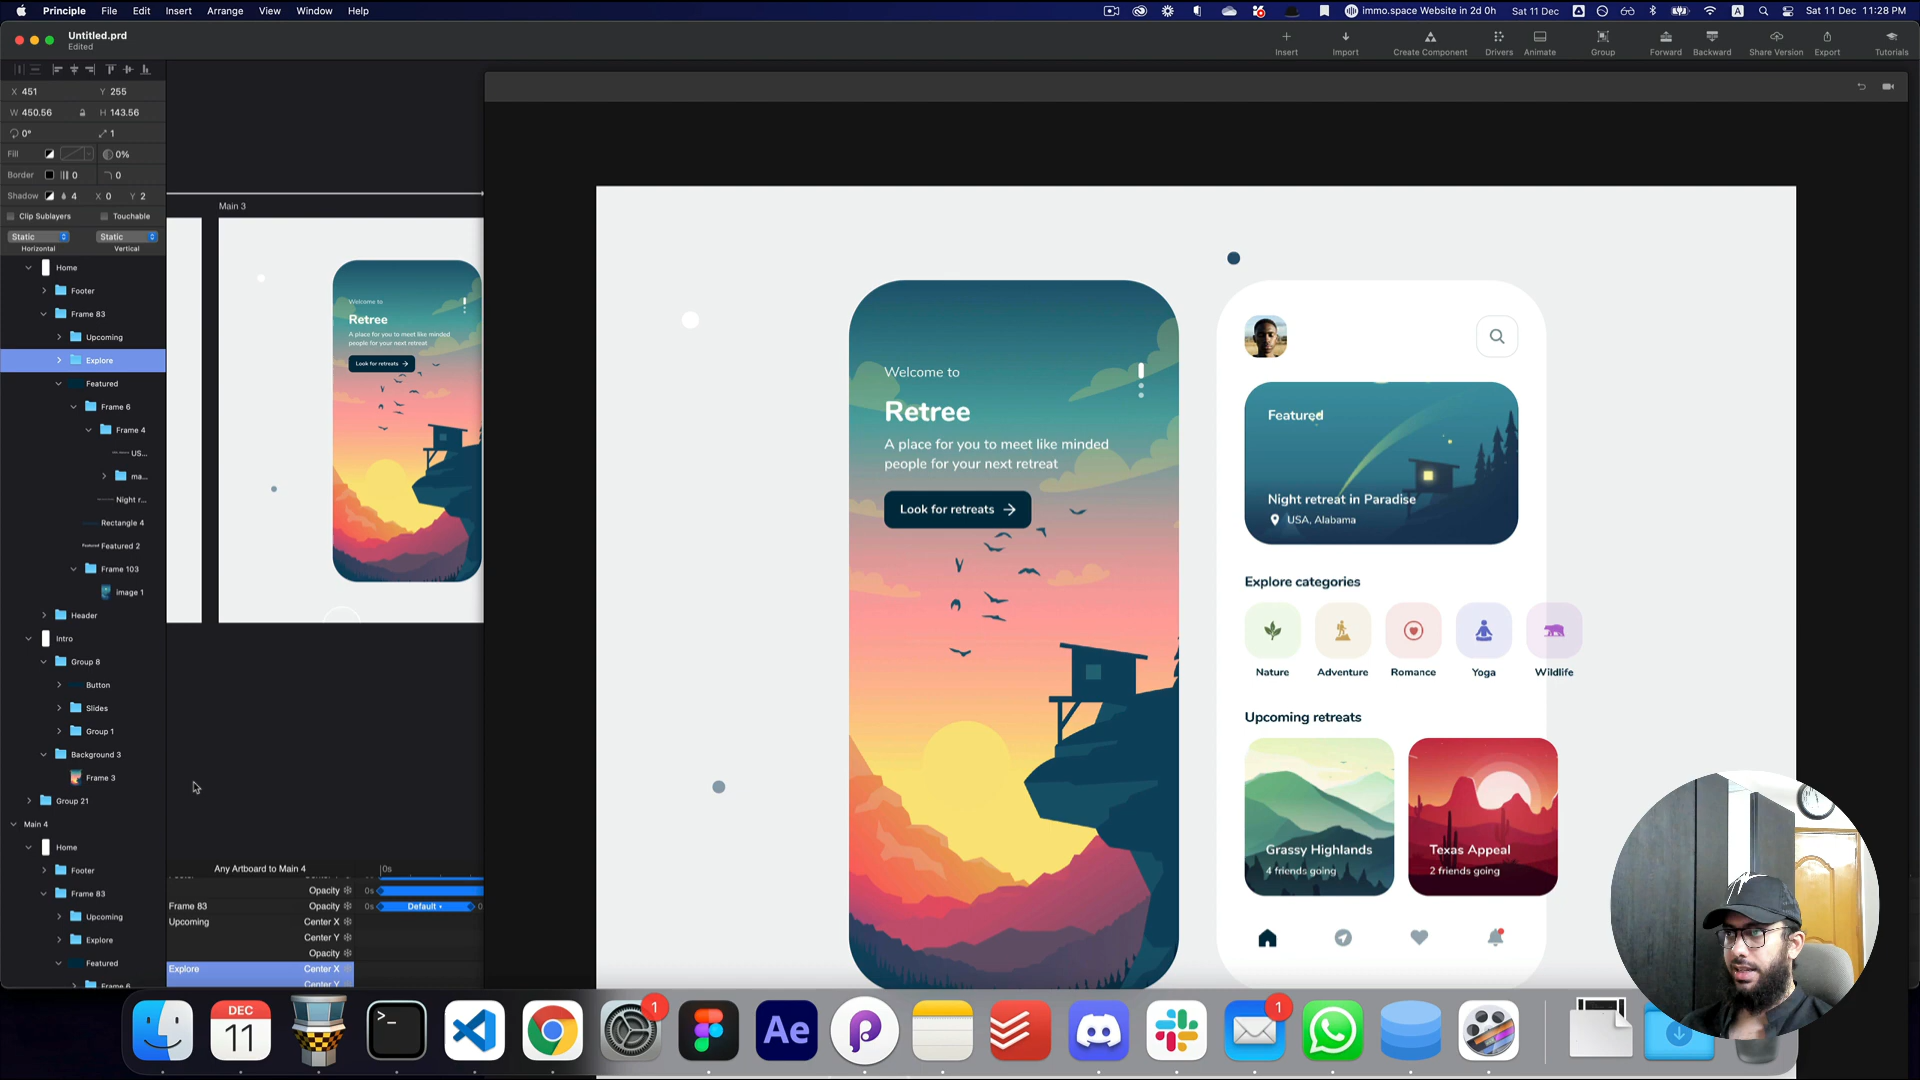 Principle File Edit Insert Arrange View Window Help
immo.space Website in 2d 0h Sat 11 Dec A Sat 11 Dec 11:28 PM
Untitled.prd
Edited
Insert Import Create Component Drivers Animate Group Forward Backward Share Version Export Tutorials
X 451 Y 255
W 450.56 H 143.56
0° 1
Fill 0%
Border 0 0
Shadow 4 X 0 Y 2
Clip Sublayers Touchable
Static Static
Horizontal Vertical
Home
Footer
Frame 83
Upcoming
Explore
Featured
Frame 6
Frame 4
US...
ma...
Night r...
Rectangle 4
Featured Featured 2
Frame 103
image 1
Header
Intro
Group 8
Button
Slides
Group 1
Background 3
Frame 3
Group 21
Main 4
Home
Footer
Frame 83
Upcoming
Explore
Featured
Frame 6
Main 3
Welcome to
Retree
A place for you to meet like minded
people for your next retreat
Look for retreats
Any Artboard to Main 4 0s
Opacity 0s
Frame 83 Opacity 0s Default 0
Upcoming Center X
Center Y
Opacity
Explore Center X
Center Y
Welcome to
Retree
A place for you to meet like minded
people for your next retreat
Look for retreats
Featured
Night retreat in Paradise
USA, Alabama
Explore categories
Nature Adventure Romance Yoga Wildlife
Upcoming retreats
Grassy Highlands
4 friends going
Texas Appeal
2 friends going
DEC
11
>_
1
Ae
1